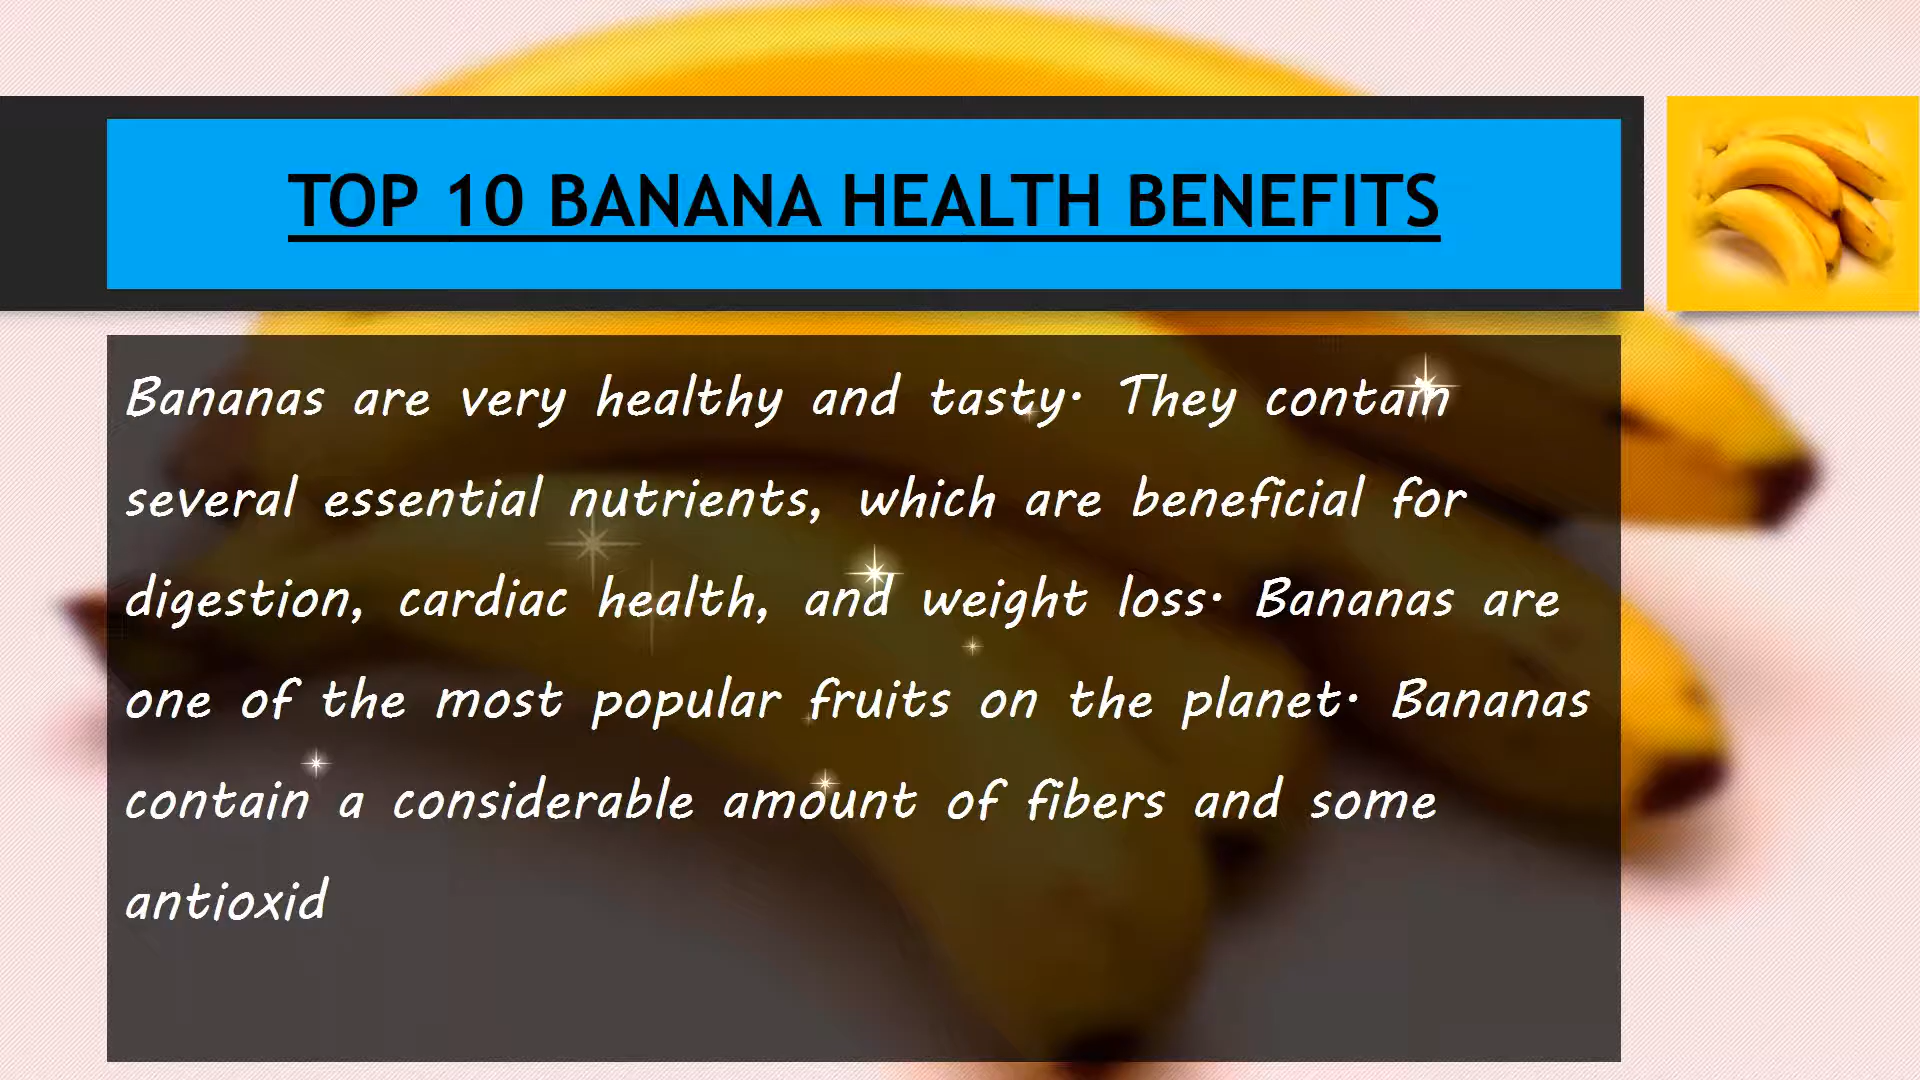 TOP 10 BANANA HEALTH BENEFITS
Bananas are very healthy and tasty. They contain
several essential nutrients, which are beneficial for
digestion, cardiac health, and weight loss. Bananas are
one of the most popular fruits on the planet. Bananas
contain a considerable amount of fibers and some
antioxid